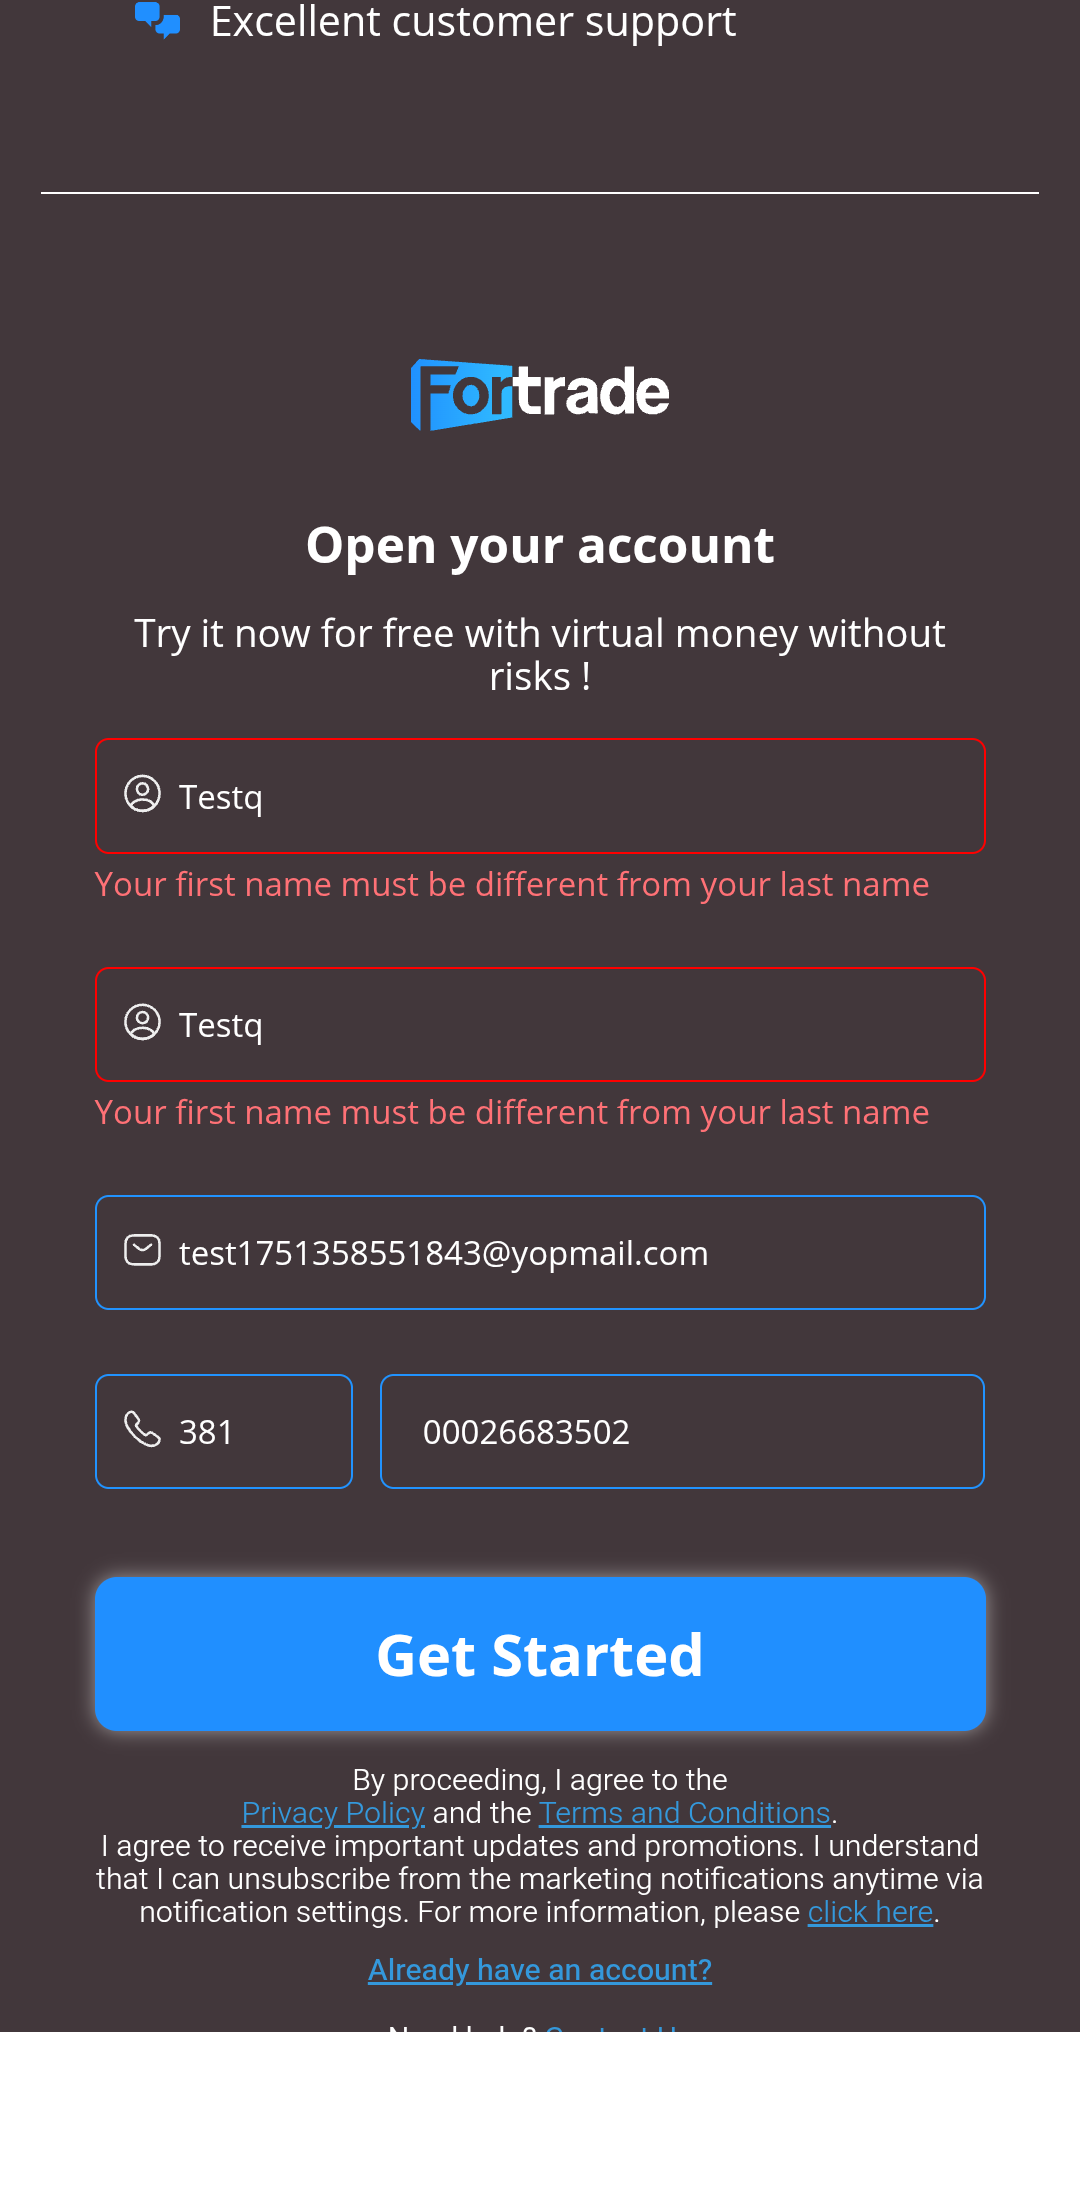 Excellent customer support
Fortrade
Open your account
Try it now for free with virtual money without
risks !
Testq
Your first name must be different from your last name
Testq
Your first name must be different from your last name
test1751358551843@yopmail.com
381 00026683502
Get Started
By proceeding, I agree to the
Privacy Policy and the Terms and Conditions.
I agree to receive important updates and promotions. I understand
that I can unsubscribe from the marketing notifications anytime via
notification settings. For more information, please click here.
Already have an account?